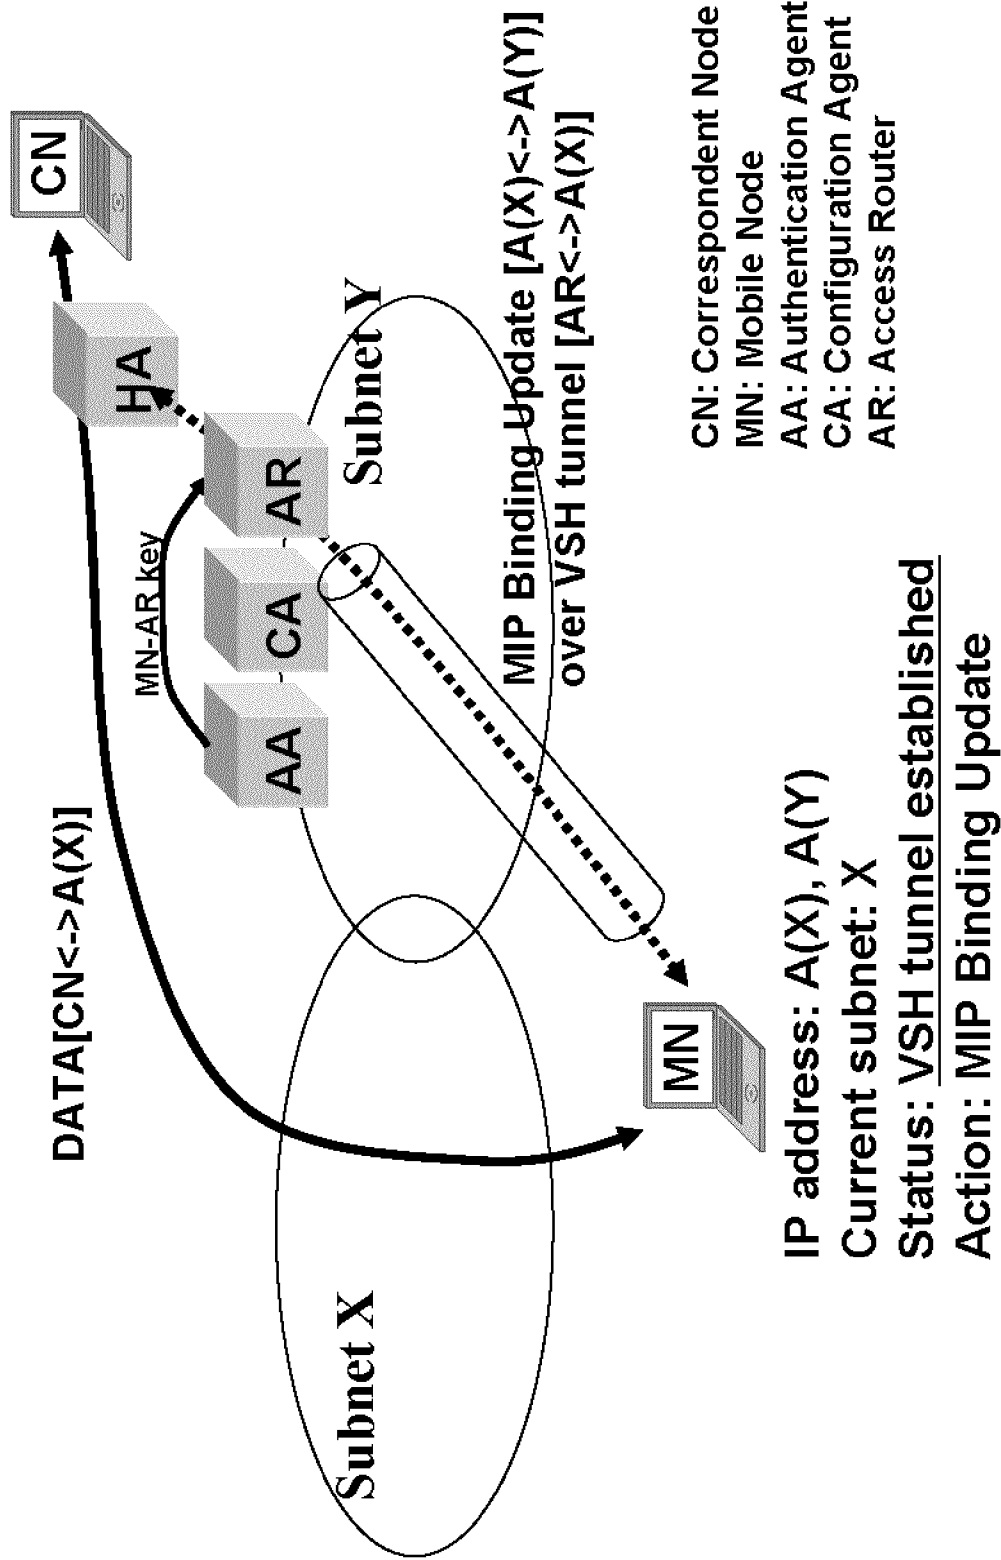 DATA[CN<->A(X)]
CN
HA
MN-AR key
AA
CA
AR
Subnet X
Subnet Y
MIP Binding Update [A(X)<->A(Y)]
over VSH tunnel [AR<->A(X)]
MN
IP address: A(X), A(Y)
Current subnet: X
Status: VSH tunnel established
Action: MIP Binding Update
CN: Correspondent Node
MN: Mobile Node
AA: Authentication Agent
CA: Configuration Agent
AR: Access Router